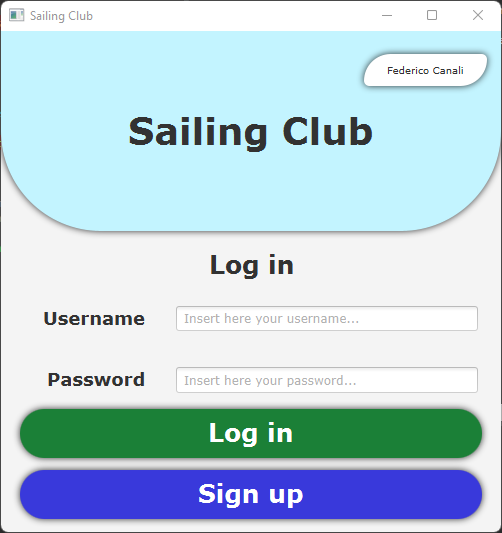 Sailing Club
Federico Canali
Sailing Club
Log in
Username
Insert here your username...
Password
Insert here your password...
Log in
Sign up